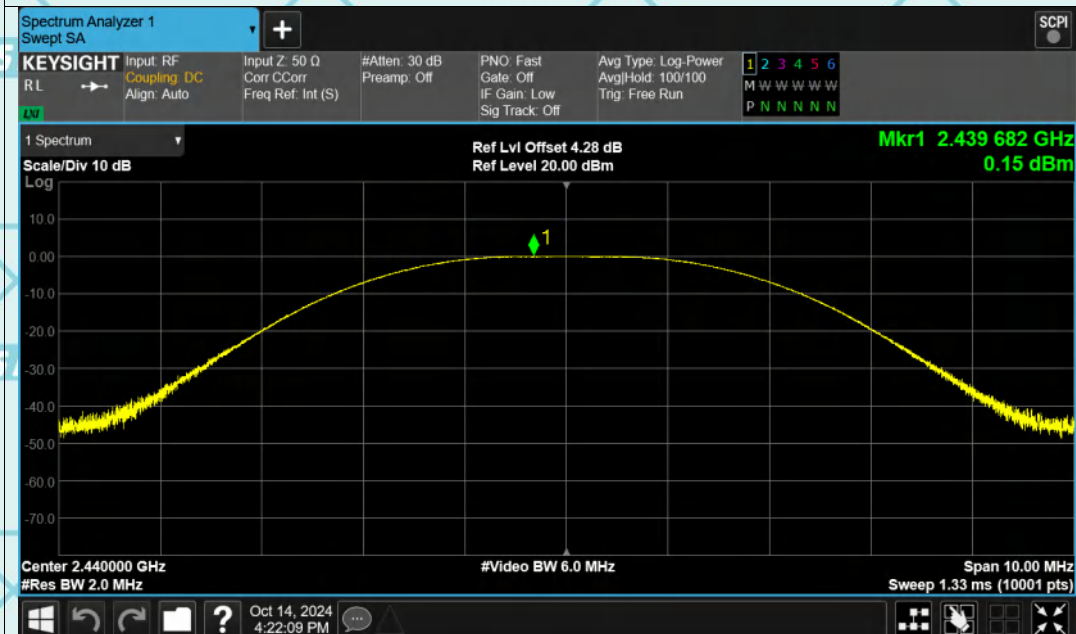 Spectrum Analyzer 1
Swept SA
+
SCPI
KEYSIGHT
RL
LXI
Input: RF
Coupling: DC
Align: Auto
Input Z: 50 Ω
Corr CCorr
Freq Ref: Int (S)
#Atten: 30 dB
Preamp: Off
PNO: Fast
Gate: Off
IF Gain: Low
Sig Track: Off
Avg Type: Log-Power
Avg|Hold: 100/100
Trig: Free Run
1 2 3 4 5 6
M W W W W W
P N N N N N
1 Spectrum
Scale/Div 10 dB
Ref Lvl Offset 4.28 dB
Ref Level 20.00 dBm
Mkr1 2.439 682 GHz
0.15 dBm
Log
10.0
0.00
-10.0
-20.0
-30.0
-40.0
-50.0
-60.0
-70.0
1
Center 2.440000 GHz
#Res BW 2.0 MHz
#Video BW 6.0 MHz
Span 10.00 MHz
Sweep 1.33 ms (10001 pts)
?
Oct 14, 2024
4:22:09 PM